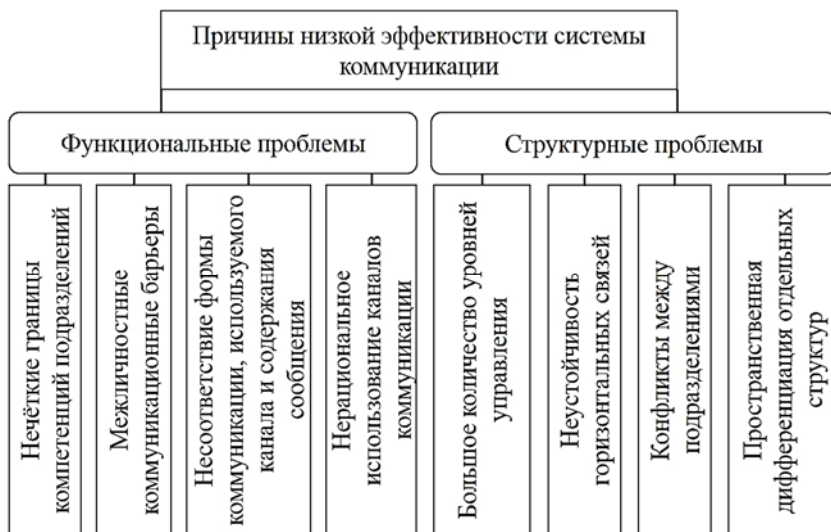 Причины низкой эффективности системы
коммуникации
Функциональные проблемы
Структурные проблемы
Нечёткие границы
компетенций подразделений
Межличностные
коммуникационные барьеры
Несоответствие формы
коммуникации, используемого
канала и содержания
сообщения
Нерациональное
использование каналов
коммуникации
Большое количество уровней
управления
Неустойчивость
горизонтальных связей
Конфликты между
подразделениями
Пространственная
дифференциация отдельных
структур